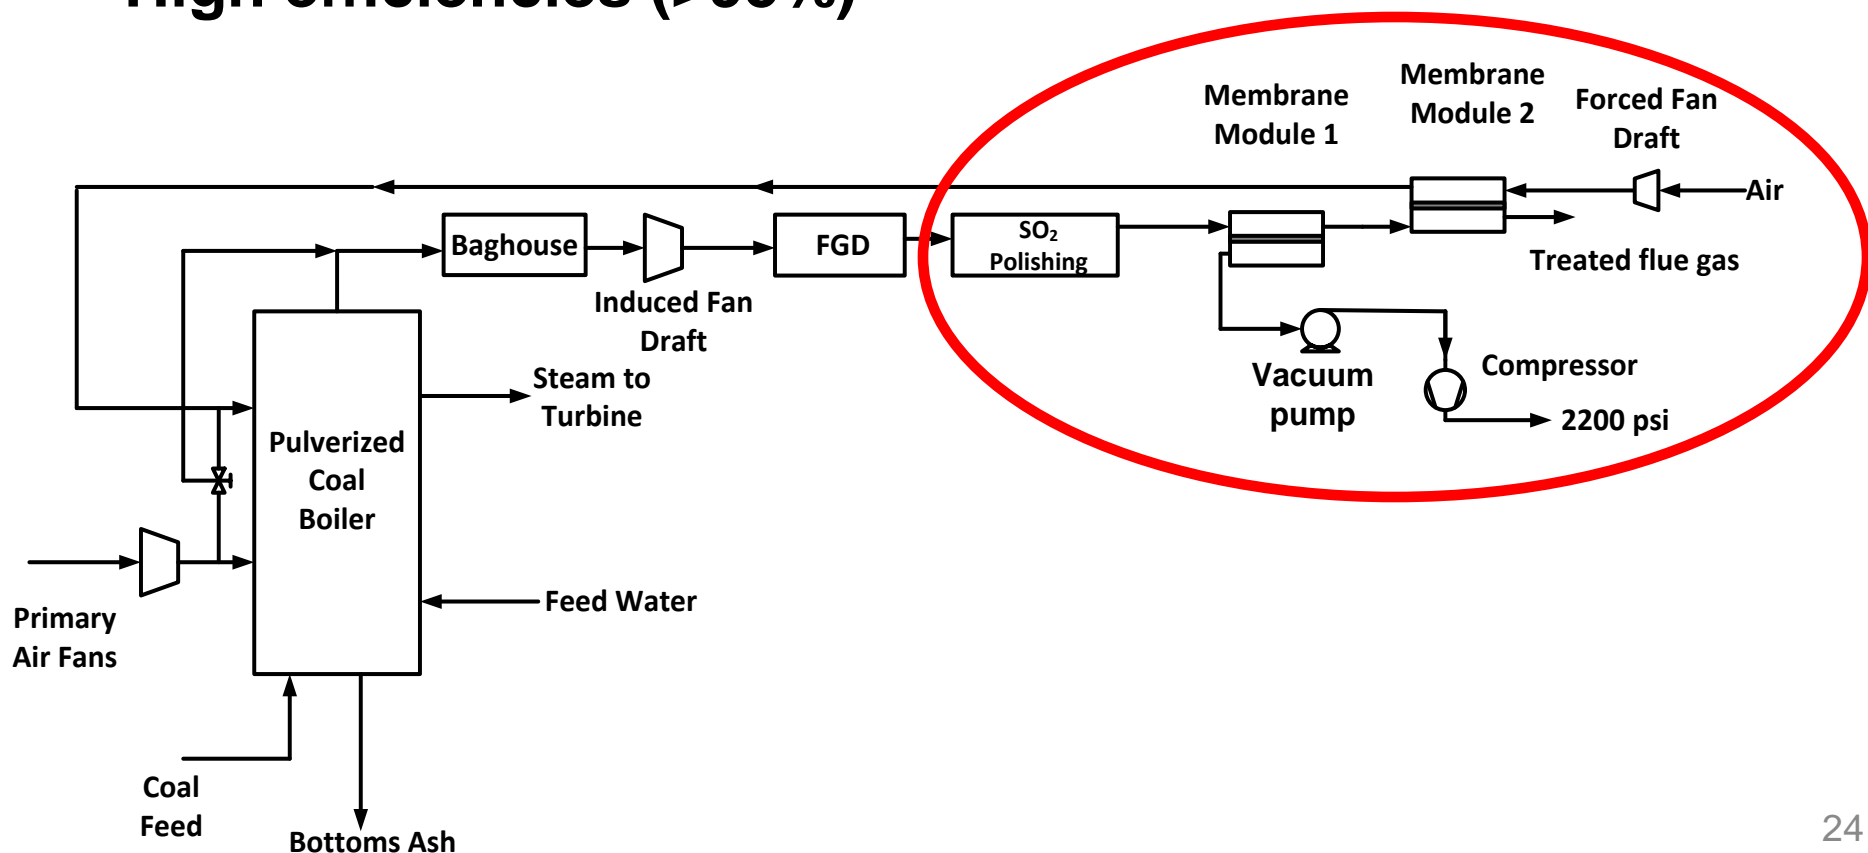 Membrane
Module 1
Membrane
Module 2
Forced Fan
Draft
Air
Baghouse
FGD
SO₂
Polishing
Treated flue gas
Induced Fan
Draft
Vacuum
pump
Compressor
2200 psi
Steam to
Turbine
Pulverized
Coal
Boiler
Primary
Air Fans
Feed Water
Coal
Feed
Bottoms Ash
24